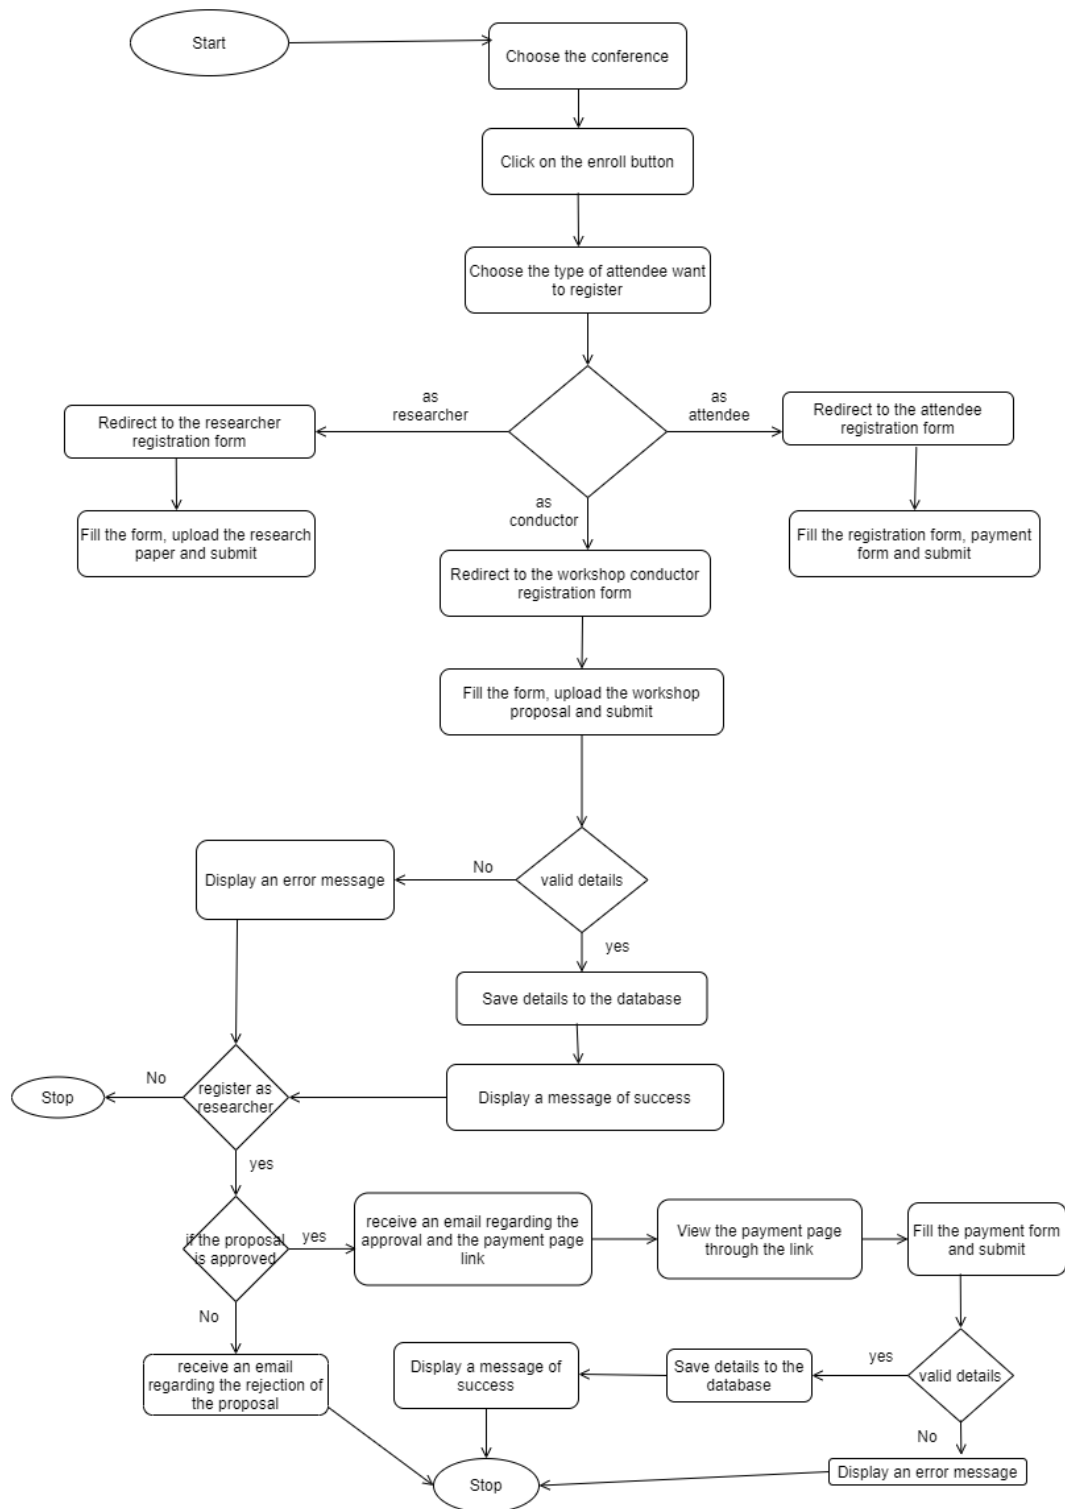 Start
Choose the conference
Click on the enroll button
Choose the type of attendee want
to register
as
researcher
as
attendee
Redirect to the researcher
registration form
Redirect to the attendee
registration form
as
conductor
Fill the form, upload the research
paper and submit
Fill the registration form, payment
form and submit
Redirect to the workshop conductor
registration form
Fill the form, upload the workshop
proposal and submit
Display an error message
No
valid details
yes
Save details to the database
Stop
No
register as
researcher
Display a message of success
yes
if the proposal
is approved
yes
receive an email regarding the
approval and the payment page
link
View the payment page
through the link
Fill the payment form
and submit
No
receive an email
regarding the rejection of
the proposal
Display a message of
success
Save details to the
database
yes
valid details
No
Display an error message
Stop